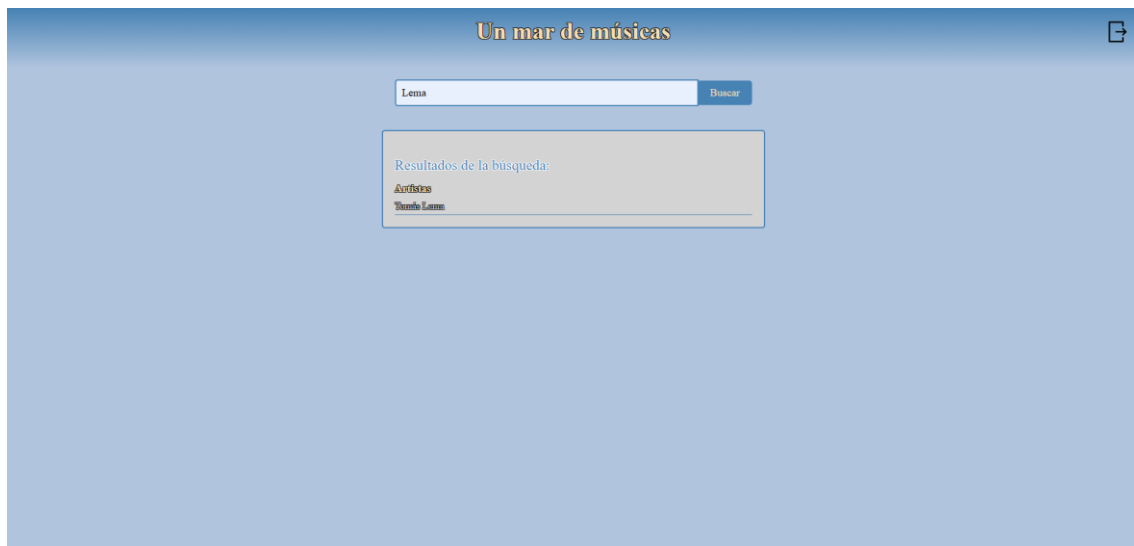 Un mar de músicas
Lema
Buscar
Resultados de la búsqueda:
Artistas
Tomás Lema